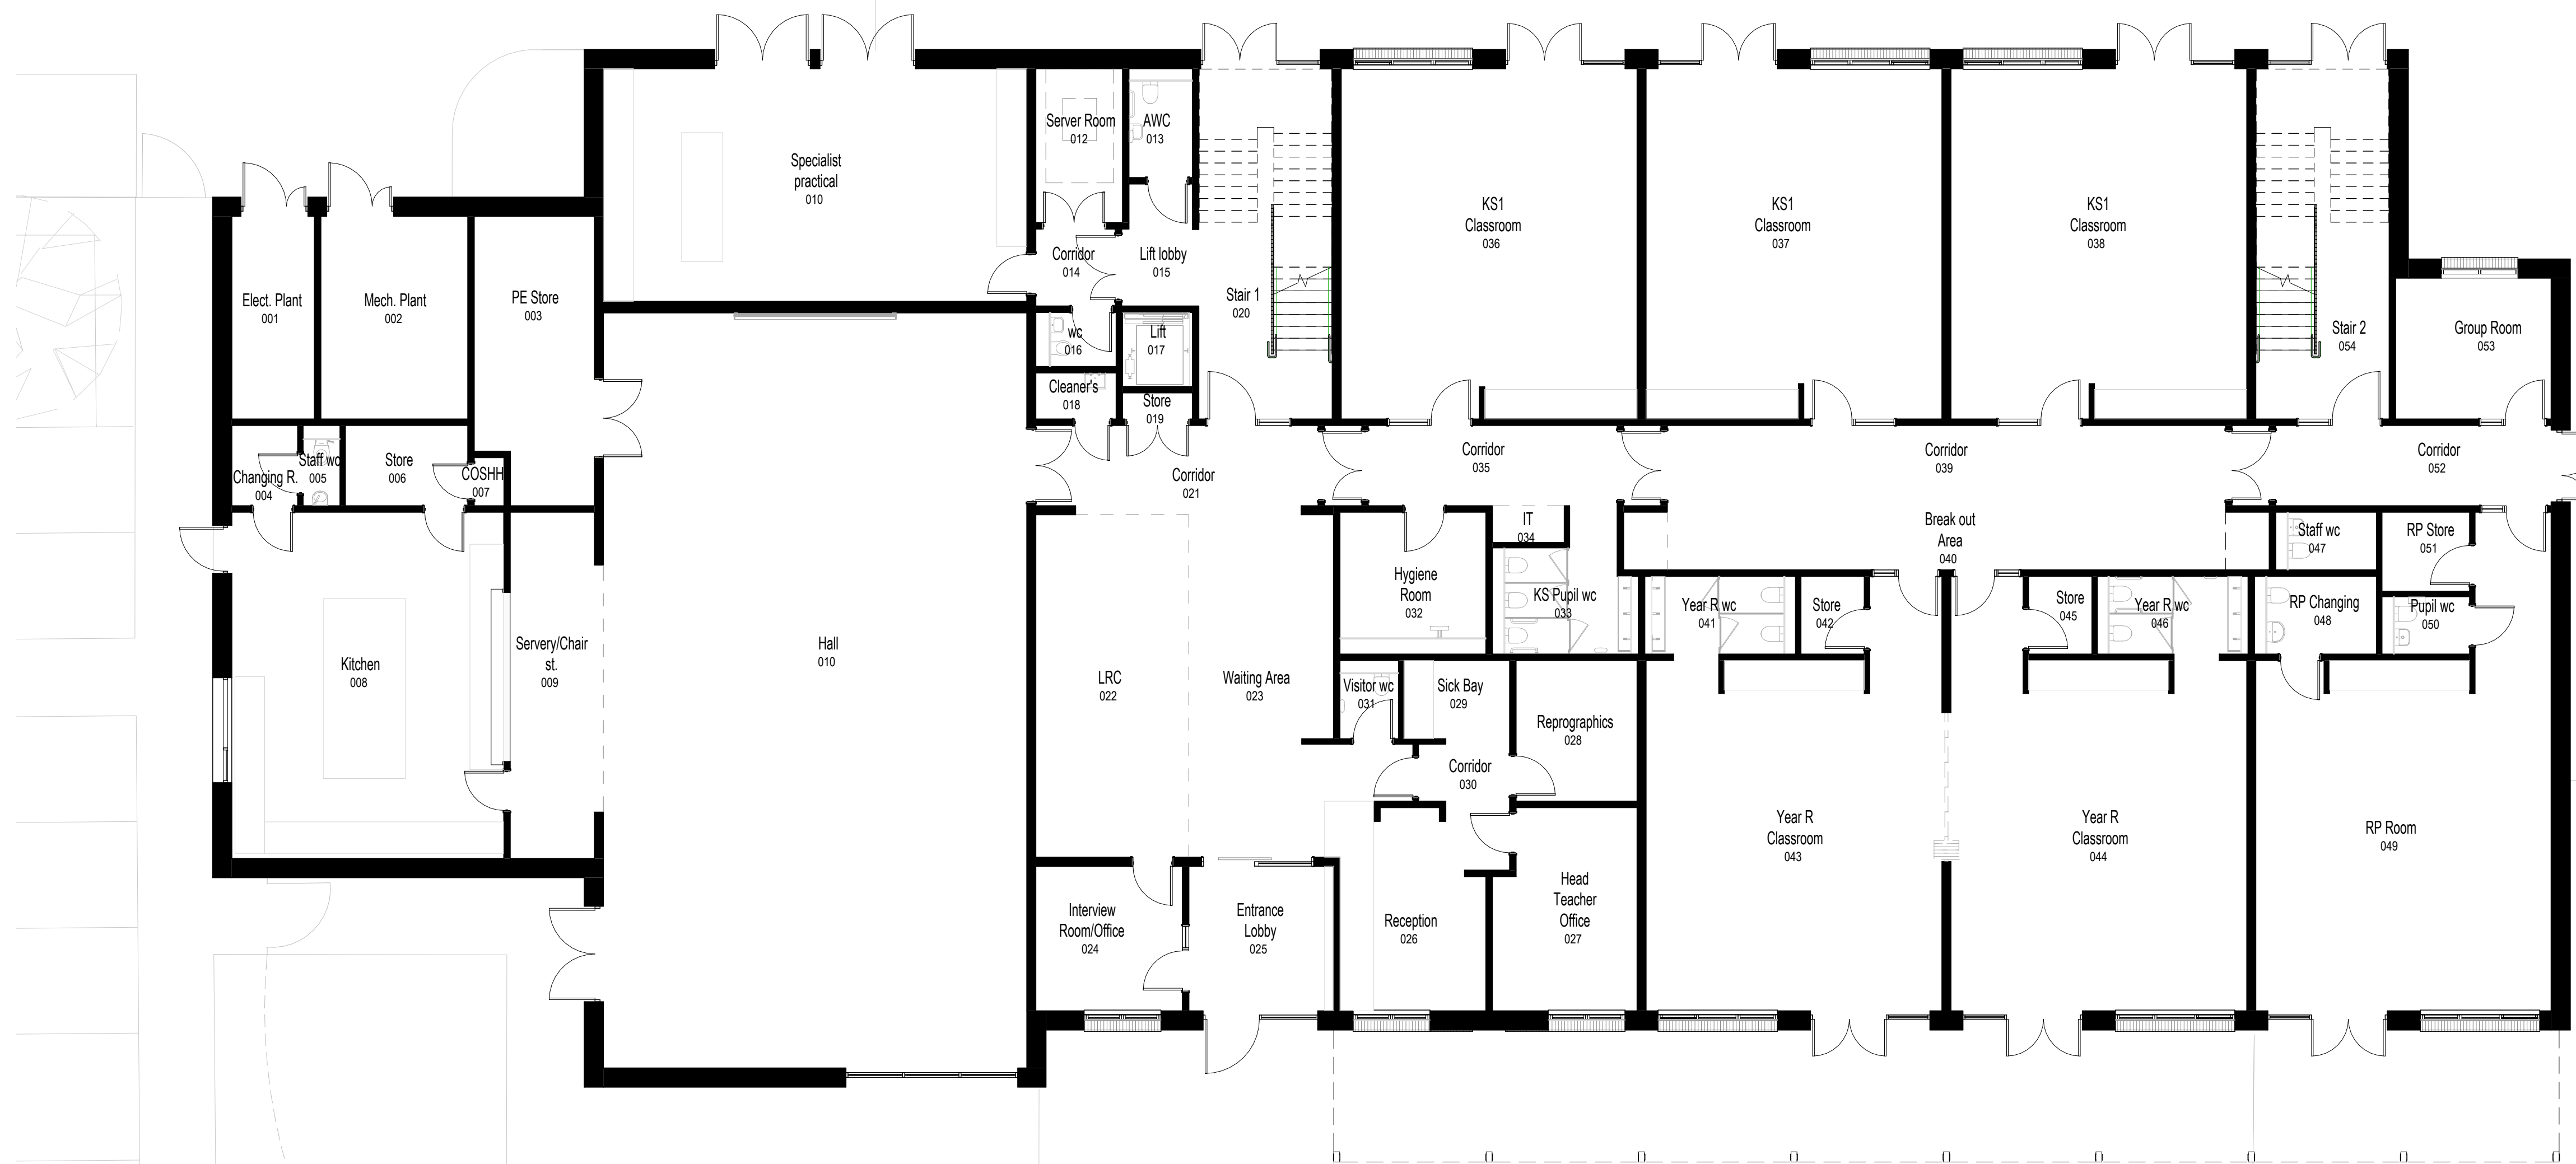 Elect. Plant
001
Mech. Plant
002
PE Store
003
Changing R.
004
Staff wc
005
Store
006
COSHH
007
Kitchen
008
Servery/Chair
st.
009
Specialist
practical
010
Hall
010
Server Room
012
AWC
013
Corridor
014
Lift lobby
015
wc
016
Lift
017
Cleaner's
018
Store
019
Stair 1
020
Corridor
021
LRC
022
Waiting Area
023
Interview
Room/Office
024
Entrance
Lobby
025
Reception
026
Head
Teacher
Office
027
Reprographics
028
Sick Bay
029
Corridor
030
Visitor wc
031
Hygiene
Room
032
KS Pupil wc
033
IT
034
Corridor
035
KS1
Classroom
036
KS1
Classroom
037
KS1
Classroom
038
Corridor
039
Break out
Area
040
Year R wc
041
Store
042
Year R
Classroom
043
Year R
Classroom
044
Store
045
Year R wc
046
Staff wc
047
RP Changing
048
RP Room
049
Pupil wc
050
RP Store
051
Corridor
052
Group Room
053
Stair 2
054